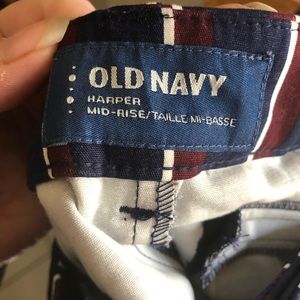 OLD NAVY
HARPER
MID-RISE/TAILLE MI-BASSE